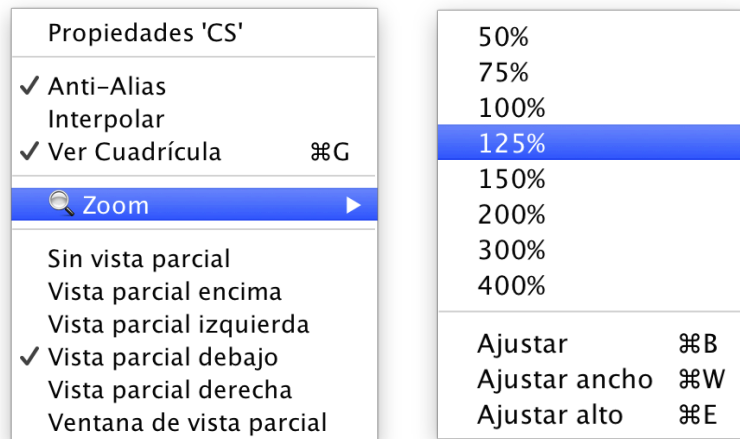 Propiedades 'CS'
✓ Anti-Alias
Interpolar
✓ Ver Cuadrícula ⌘G
Zoom ▶
Sin vista parcial
Vista parcial encima
Vista parcial izquierda
✓ Vista parcial debajo
Vista parcial derecha
Ventana de vista parcial
50%
75%
100%
125%
150%
200%
300%
400%
Ajustar ⌘B
Ajustar ancho ⌘W
Ajustar alto ⌘E